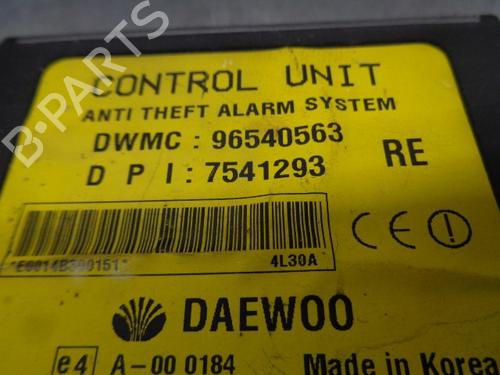 CONTROL UNIT
ANTI THEFT ALARM SYSTEM
DWMC : 96540563
D P I : 7541293
RE
4L30A
CE
DAEWOO
e4 A-00 0184 Made in Korea